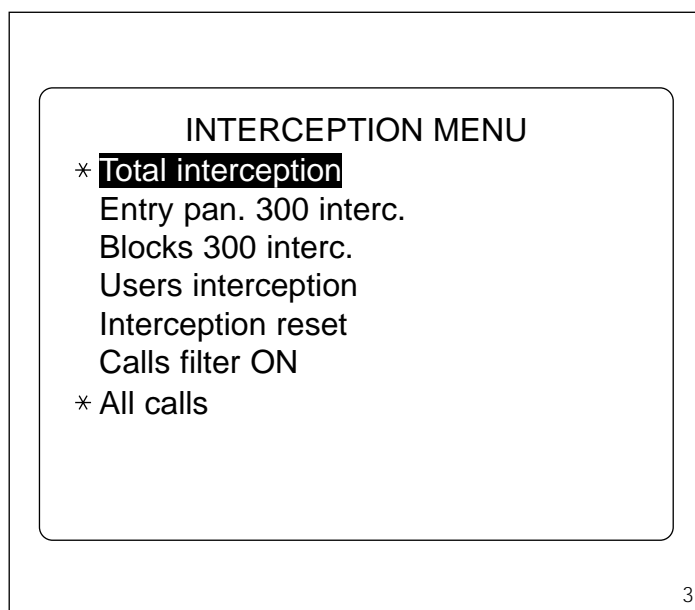 INTERCEPTION MENU
* Total interception
Entry pan. 300 interc.
Blocks 300 interc.
Users interception
Interception reset
Calls filter ON
* All calls
3